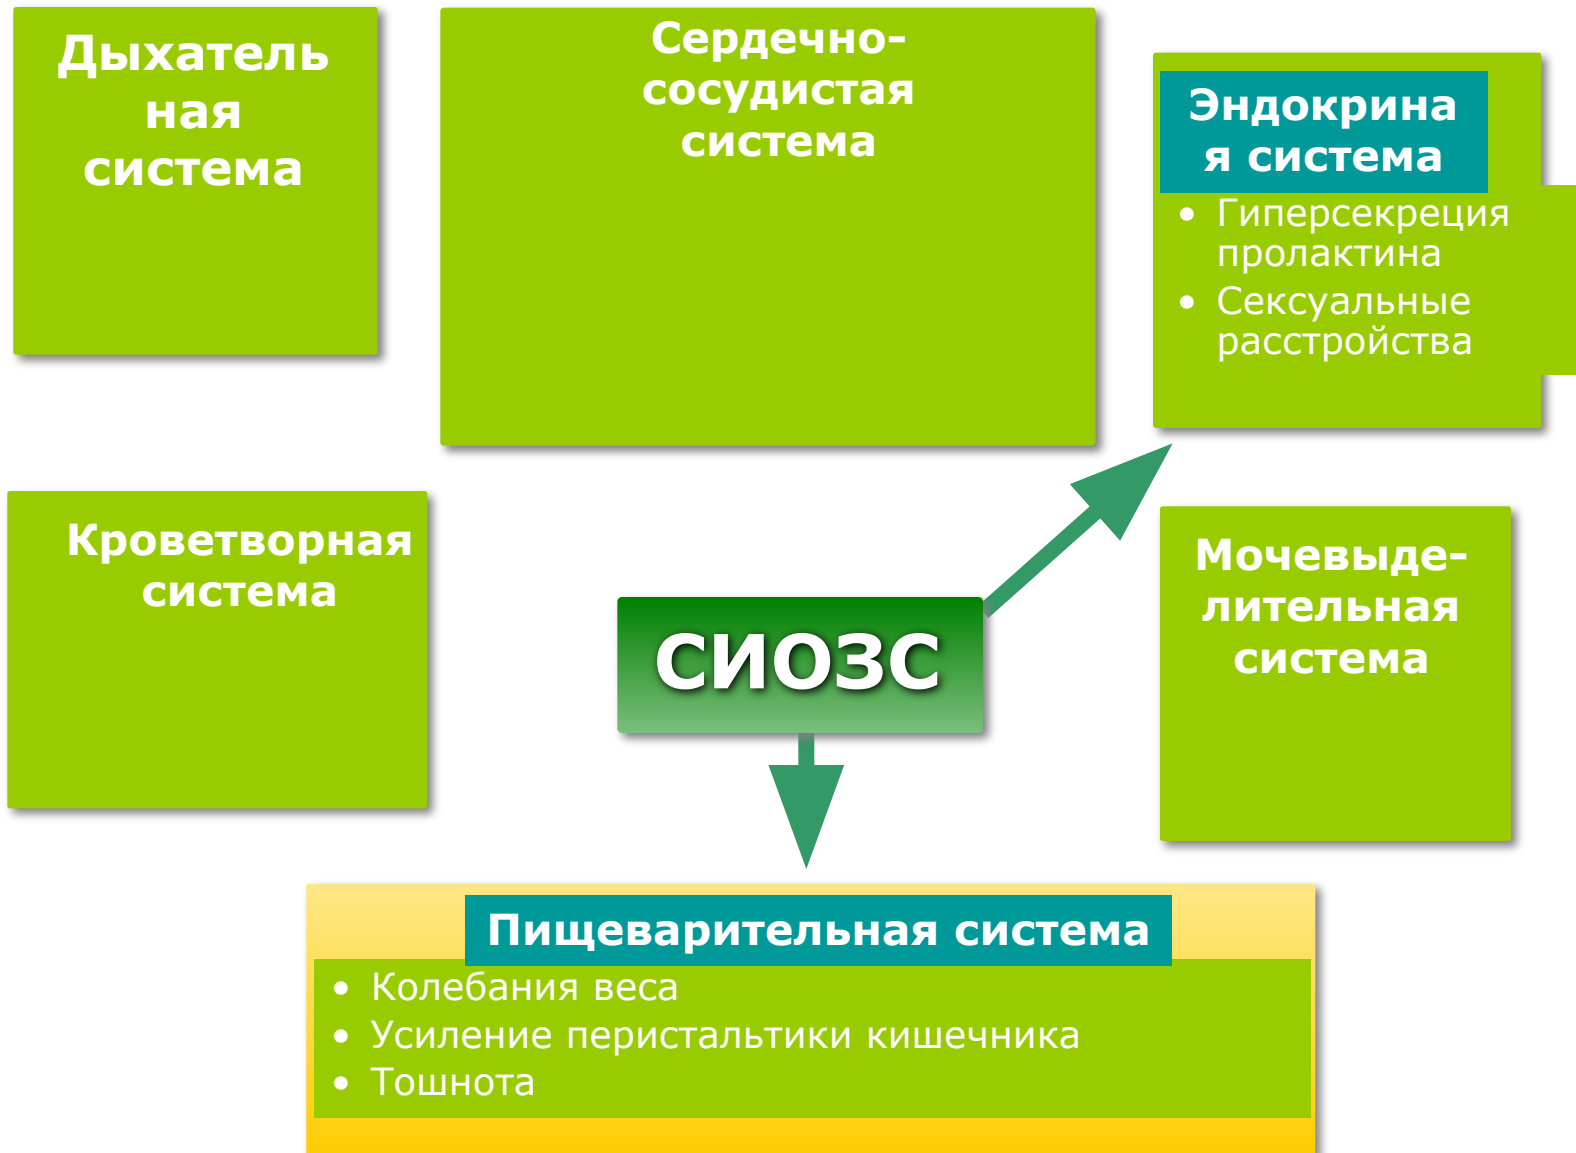 Дыхатель
ная
система
Сердечно-
сосудистая
система
Эндокрина
я система
• Гиперсекреция
пролактина
• Сексуальные
расстройства
Кроветворная
система
СИОЗС
Мочевыде-
лительная
система
Пищеварительная система
• Колебания веса
• Усиление перистальтики кишечника
• Тошнота